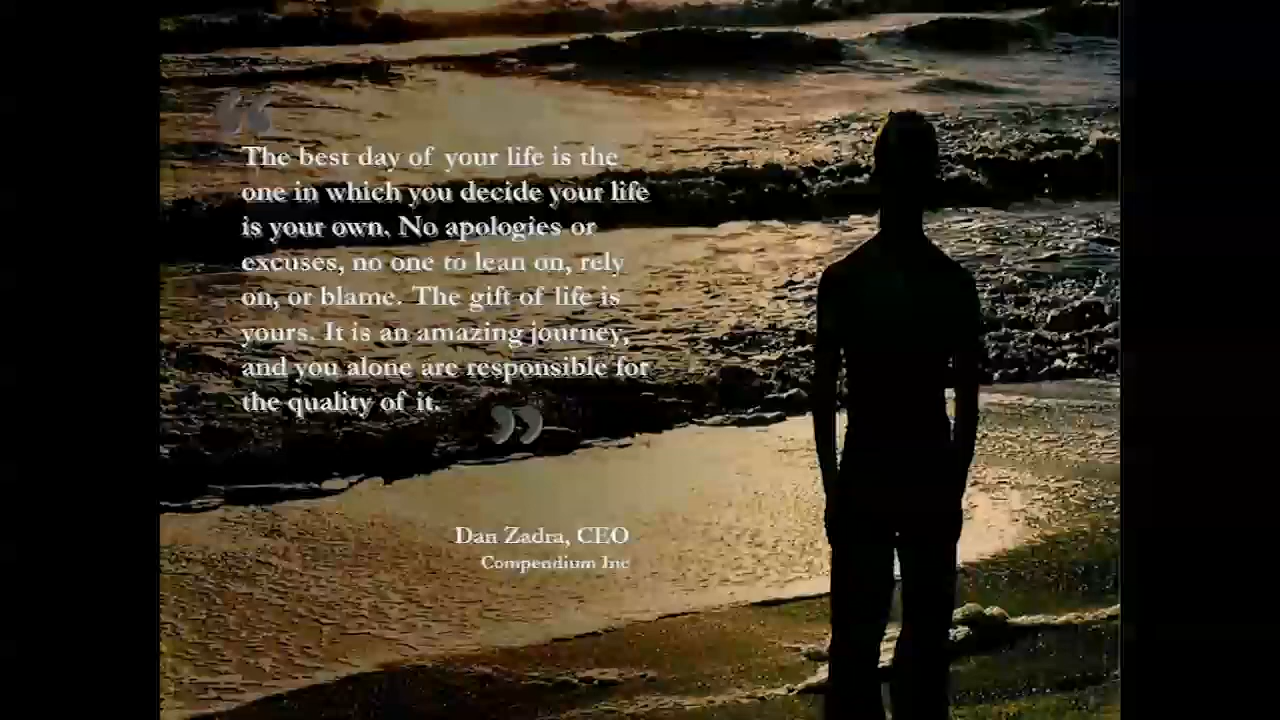 “
The best day of your life is the
one in which you decide your life
is your own. No apologies or
excuses, no one to lean on, rely
on, or blame. The gift of life is
yours. It is an amazing journey,
and you alone are responsible for
the quality of it.
”
Dan Zadra, CEO
Compendium Inc